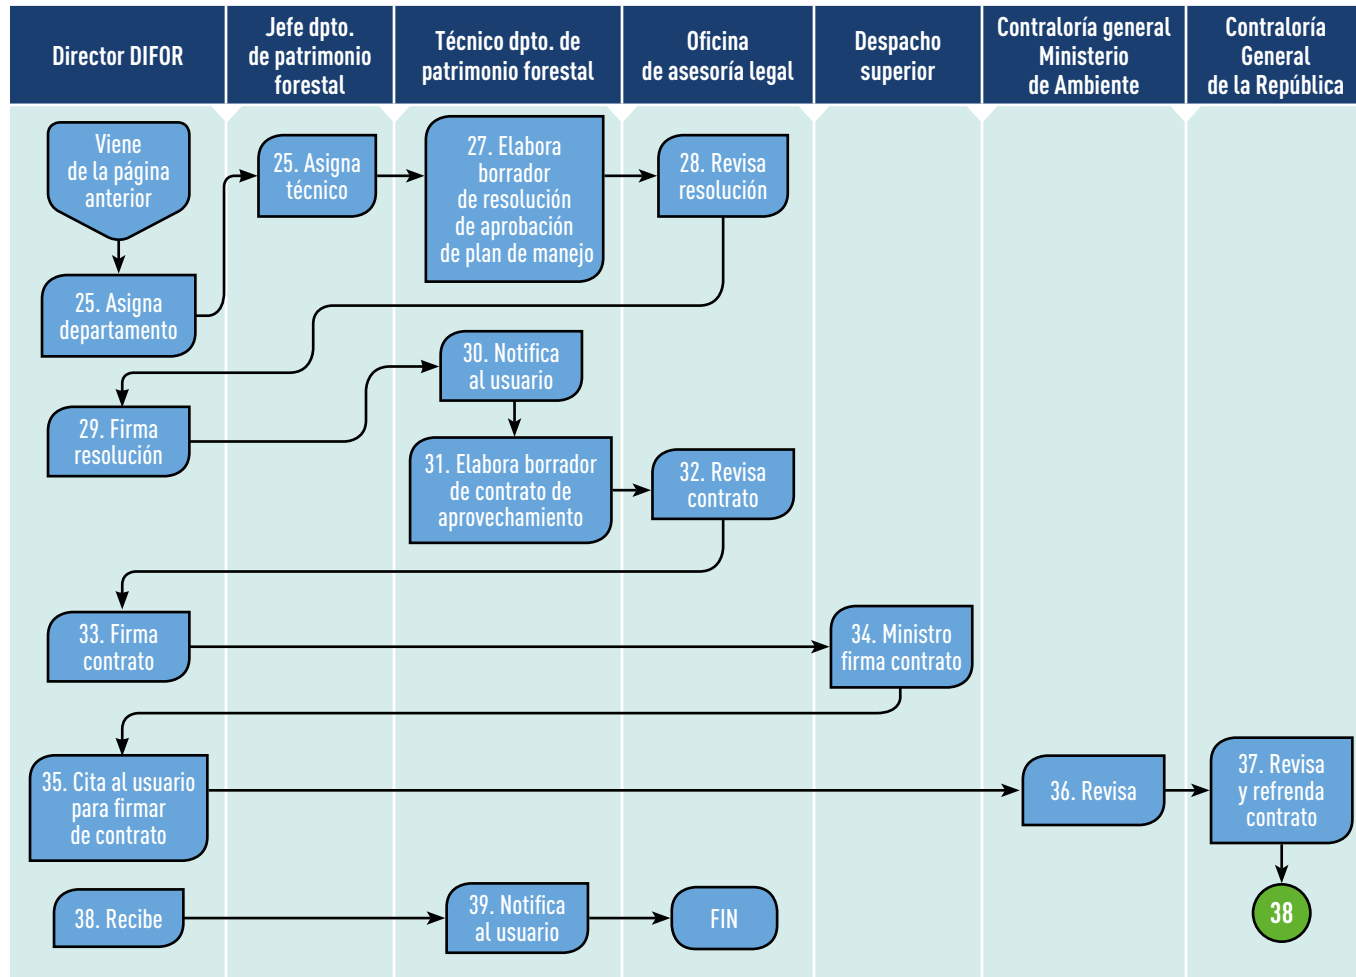 Director DIFOR
Jefe dpto.
de patrimonio
forestal
Técnico dpto. de
patrimonio forestal
Oficina
de asesoría legal
Despacho
superior
Contraloría general
Ministerio
de Ambiente
Contraloría
General
de la República
Viene
de la página
anterior
25. Asigna
departamento
25. Asigna
técnico
27. Elabora
borrador
de resolución
de aprobación
de plan de manejo
28. Revisa
resolución
29. Firma
resolución
30. Notifica
al usuario
31. Elabora borrador
de contrato de
aprovechamiento
32. Revisa
contrato
33. Firma
contrato
34. Ministro
firma contrato
35. Cita al usuario
para firmar
de contrato
36. Revisa
37. Revisa
y refrenda
contrato
38
38. Recibe
39. Notifica
al usuario
FIN